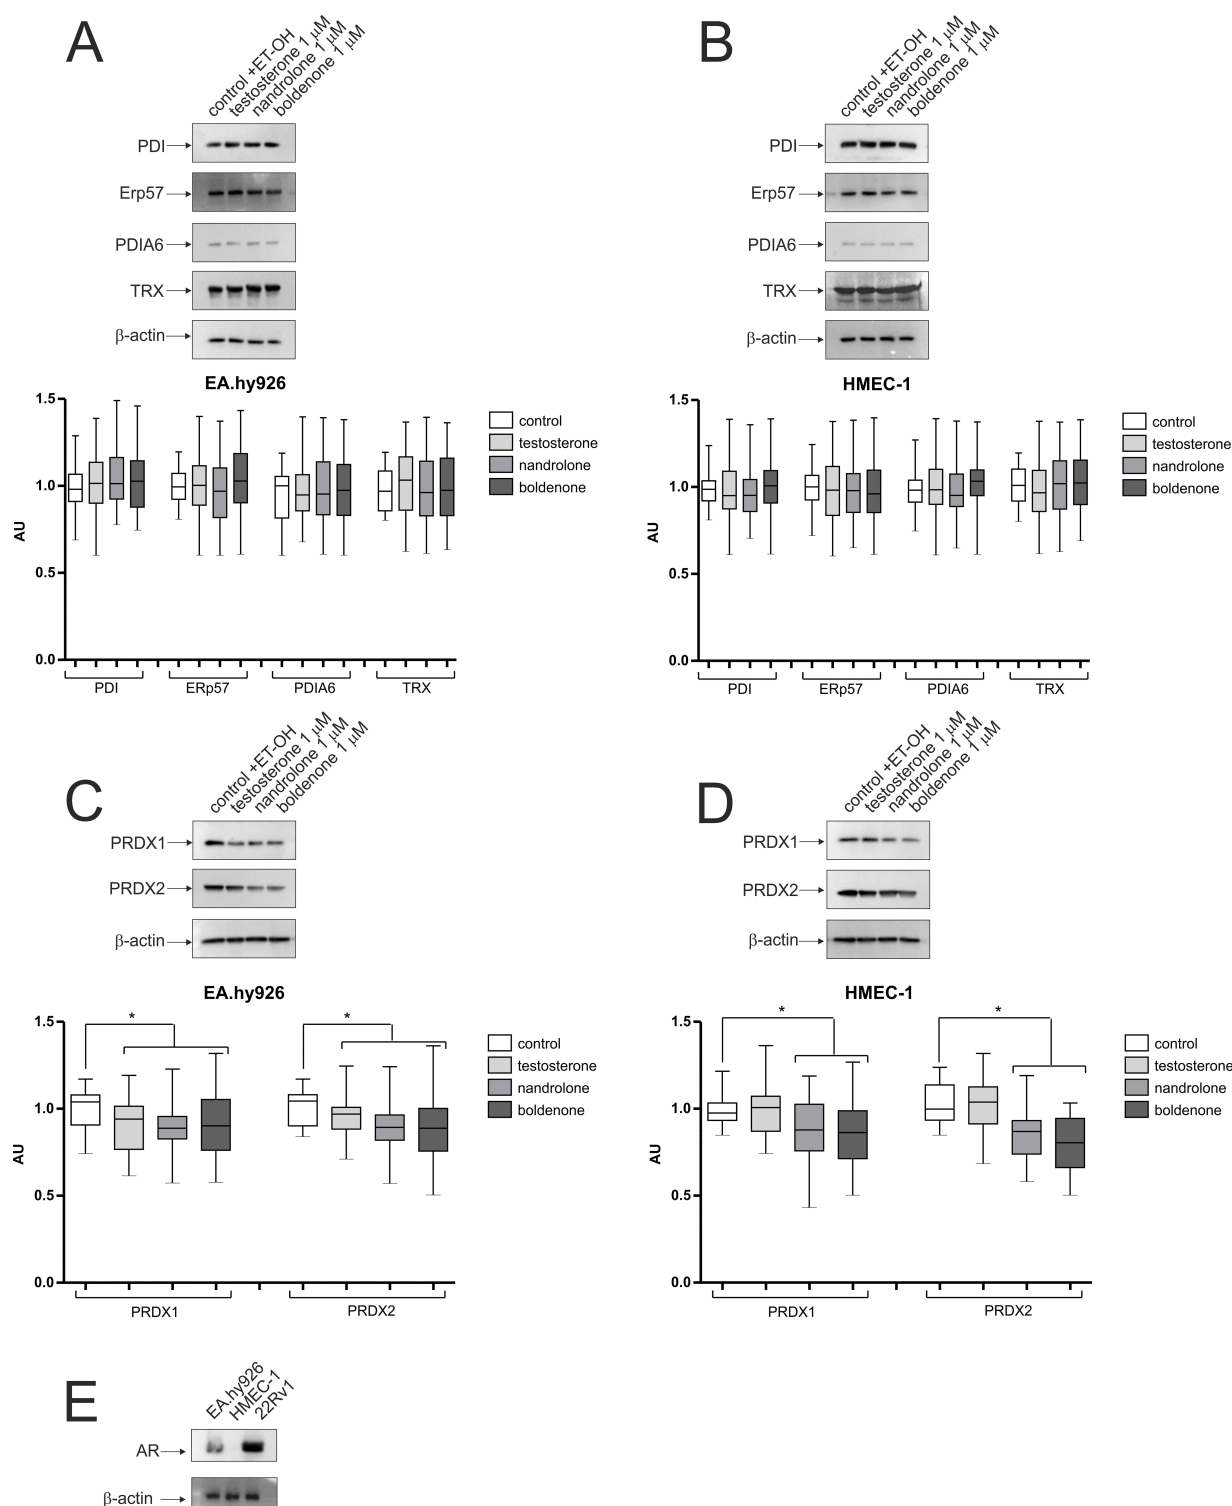 A
control +ET-OH
testosterone 1 μM
nandrolone 1 μM
boldenone 1 μM
PDI
Erp57
PDIA6
TRX
β-actin
EA.hy926
1.5
1.0
0.5
0.0
AU
control
testosterone
nandrolone
boldenone
PDI ERp57 PDIA6 TRX
B
control +ET-OH
testosterone 1 μM
nandrolone 1 μM
boldenone 1 μM
PDI
Erp57
PDIA6
TRX
β-actin
HMEC-1
1.5
1.0
0.5
0.0
AU
control
testosterone
nandrolone
boldenone
PDI ERp57 PDIA6 TRX
C
control +ET-OH
testosterone 1 μM
nandrolone 1 μM
boldenone 1 μM
PRDX1
PRDX2
β-actin
EA.hy926
* *
1.5
1.0
0.5
0.0
AU
control
testosterone
nandrolone
boldenone
PRDX1 PRDX2
D
control +ET-OH
testosterone 1 μM
nandrolone 1 μM
boldenone 1 μM
PRDX1
PRDX2
β-actin
HMEC-1
* *
1.5
1.0
0.5
0.0
AU
control
testosterone
nandrolone
boldenone
PRDX1 PRDX2
E
EA.hy926
HMEC-1
22Rv1
AR
β-actin